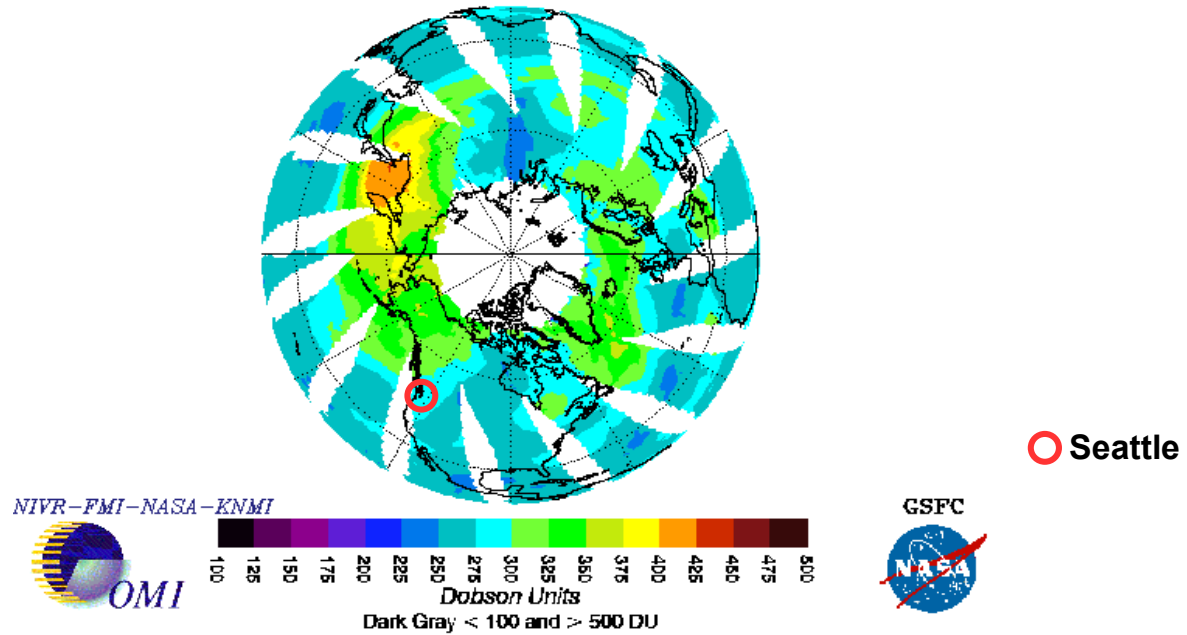 Seattle
NIVR-FMI-NASA-KNMI
GSFC
OMI
NASA
100 125 150 175 190 200 225 250 275 300 325 350 375 400 425 450 475 500
Dobson Units
Dark Gray < 100 and > 500 DU